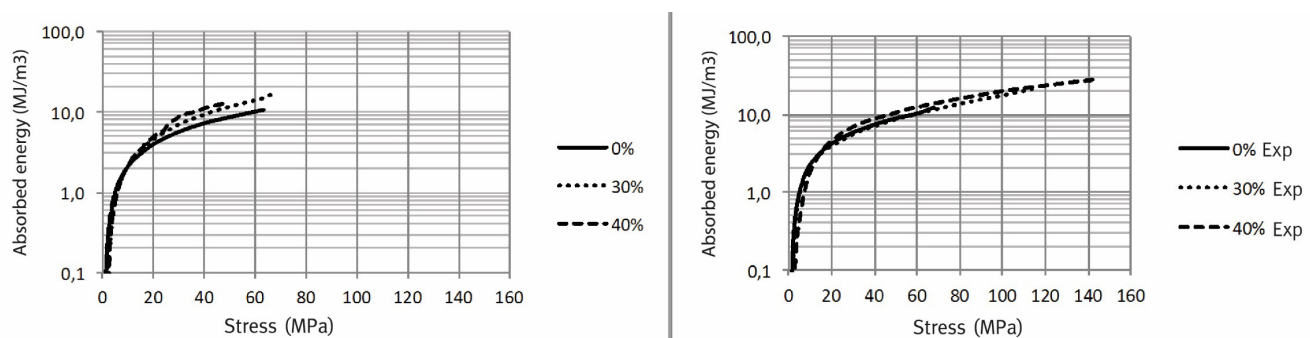 Absorbed energy (MJ/m3)
100,0
10,0
1,0
0,1
0 20 40 60 80 100 120 140 160
Stress (MPa)
0%
30%
40%
Absorbed energy (MJ/m3)
100,0
10,0
1,0
0,1
0 20 40 60 80 100 120 140 160
Stress (MPa)
0% Exp
30% Exp
40% Exp